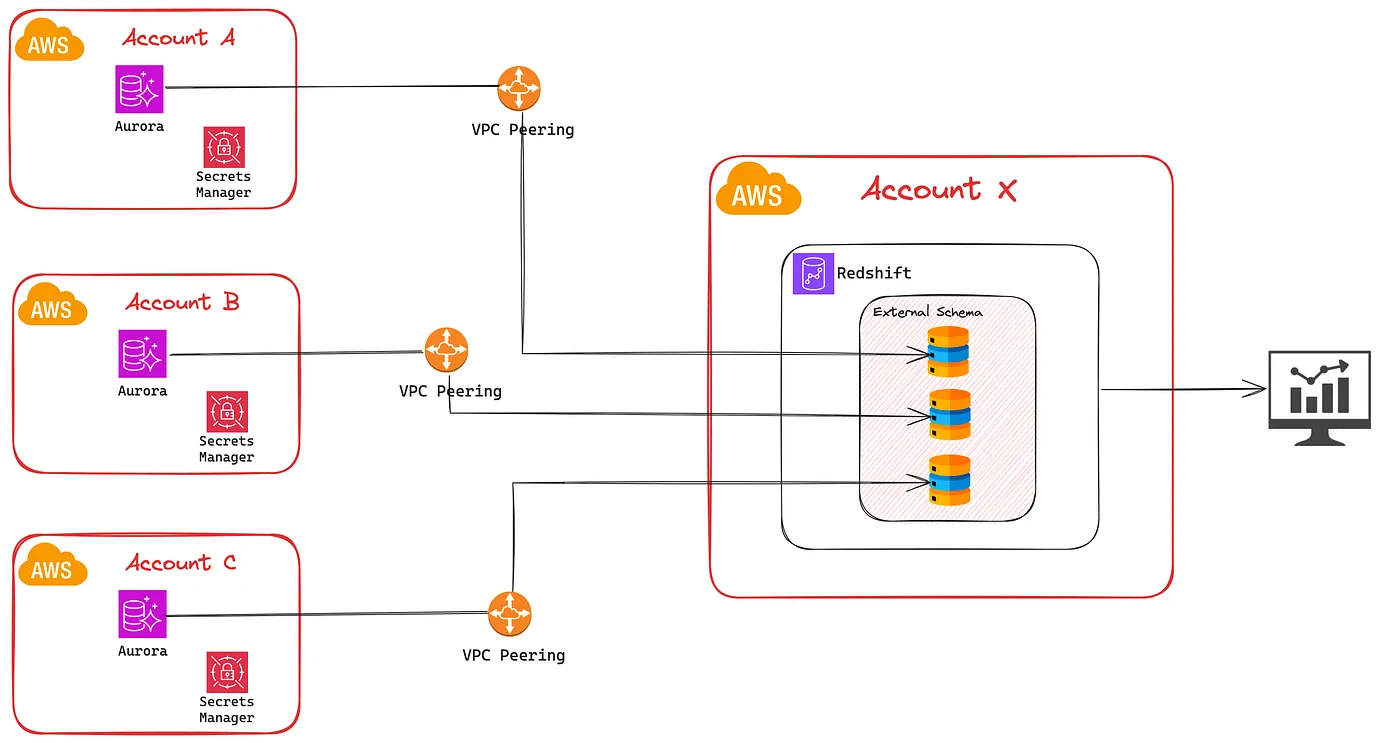 AWS
Account A
Aurora
Secrets
Manager
VPC Peering
AWS
Account B
Aurora
Secrets
Manager
VPC Peering
AWS
Account C
Aurora
Secrets
Manager
VPC Peering
AWS
Account X
Redshift
External Schema